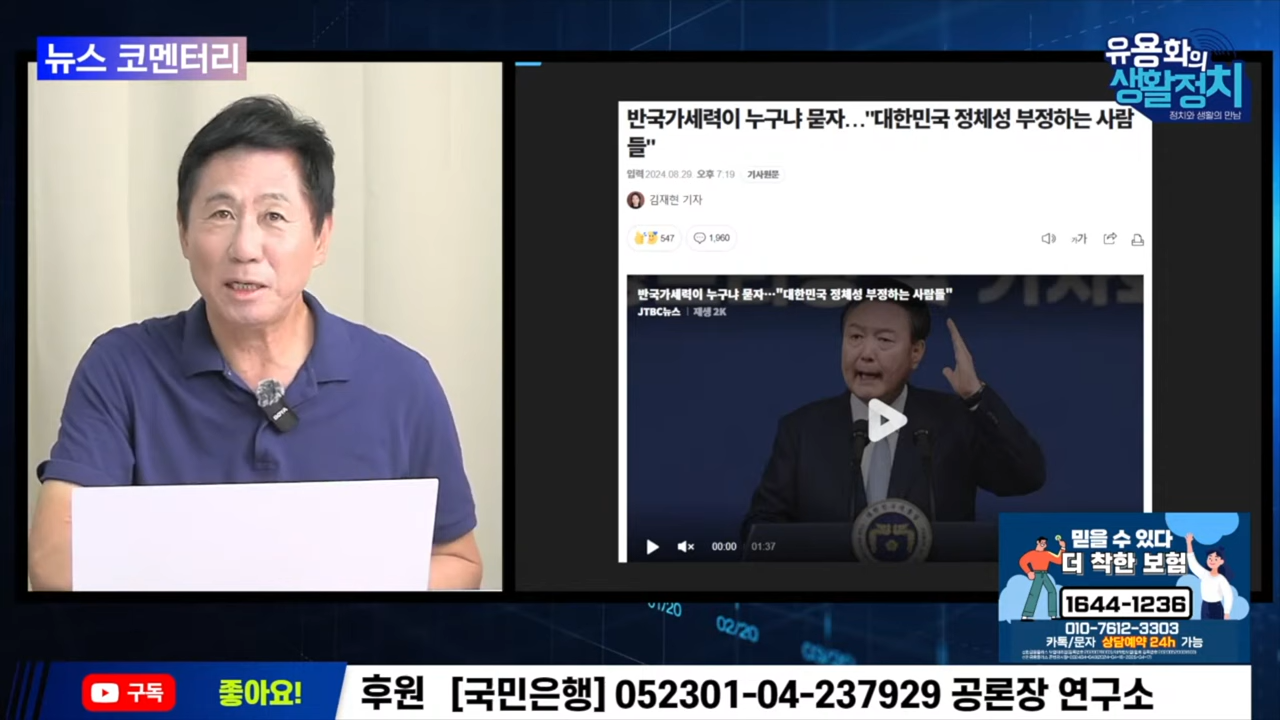 뉴스 코멘터리
유용화의
생활정치
정치와 생활의 만남
반국가세력이 누구냐 묻자…"대한민국 정체성 부정하는 사람
들"
입력 2024.08.29. 오후 7:19 기사원문
김재현 기자
547 1,960
가가
반국가세력이 누구냐 묻자…"대한민국 정체성 부정하는 사람들"
JTBC뉴스 | 재생 2K
00:00 01:37
BOYA
믿을 수 있다
더 착한 보험
1644-1236
010-7612-3303
카톡/문자 상담예약 24h 가능
01/20
02/20
구독
좋아요!
후원 [국민은행] 052301-04-237929 공론장 연구소